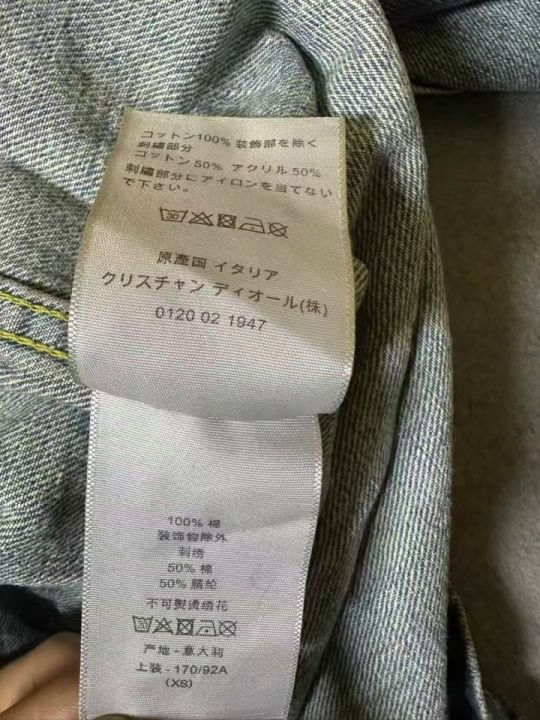 コットン100% 装飾部を除く
刺繍部分
コットン 50% アクリル 50%
刺繍部分にアイロンを当てない
で下さい。
30
原産国 イタリア
クリスチャン ディオール(株)
0120 02 1947
100% 棉
装饰物除外
刺绣
50% 棉
50% 腈纶
不可熨烫绣花
产地 - 意大利
上装 - 170/92A
(XS)